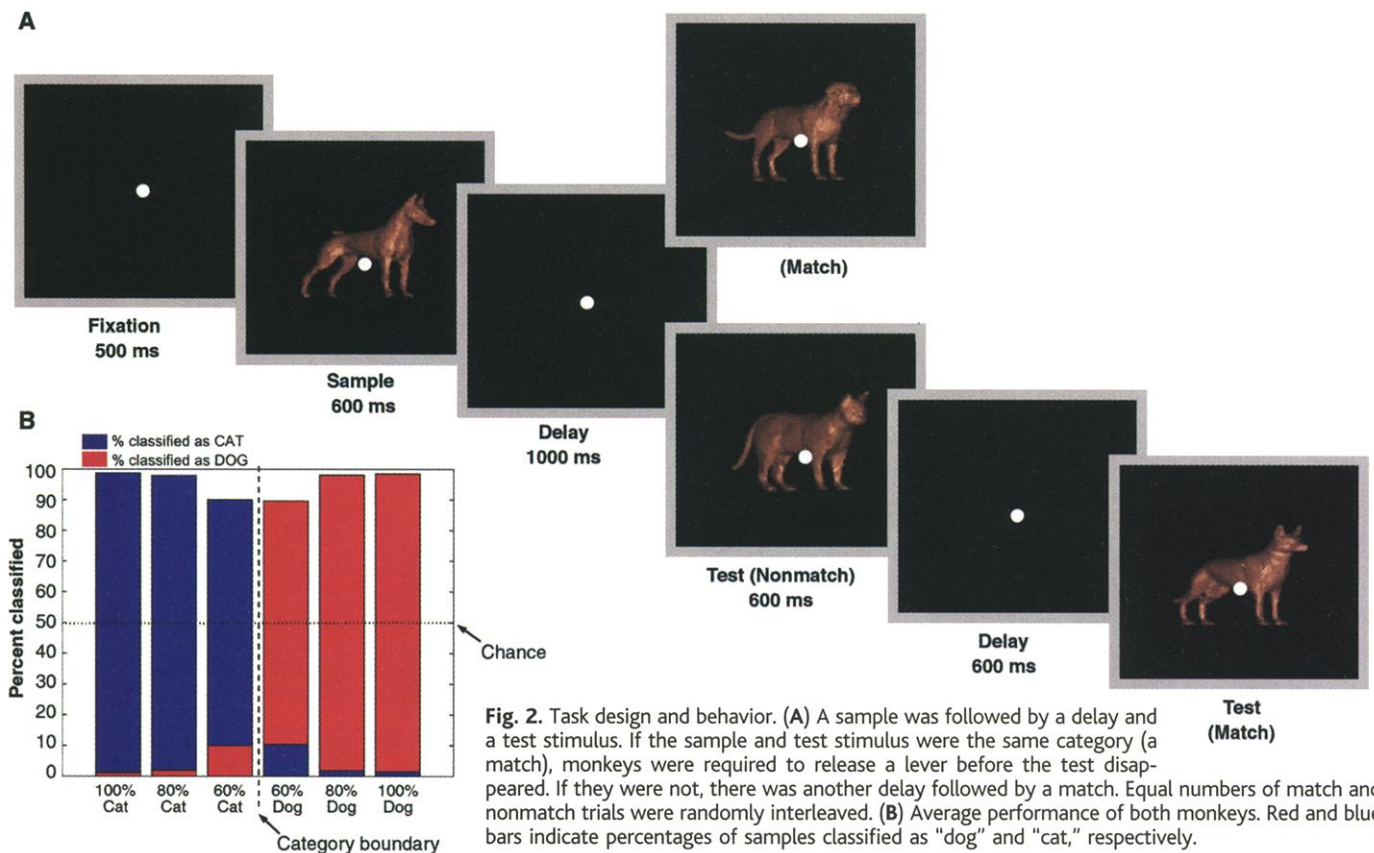 A
Fixation
500 ms
Sample
600 ms
Delay
1000 ms
(Match)
Test (Nonmatch)
600 ms
Delay
600 ms
Test
(Match)
B
% classified as CAT
% classified as DOG
Percent classified
100
90
80
70
60
50
40
30
20
10
0
100%
Cat
80%
Cat
60%
Cat
60%
Dog
80%
Dog
100%
Dog
Chance
Category boundary
Fig. 2. Task design and behavior. (A) A sample was followed by a delay and
a test stimulus. If the sample and test stimulus were the same category (a
match), monkeys were required to release a lever before the test disap-
peared. If they were not, there was another delay followed by a match. Equal numbers of match and
nonmatch trials were randomly interleaved. (B) Average performance of both monkeys. Red and blue
bars indicate percentages of samples classified as "dog" and "cat," respectively.